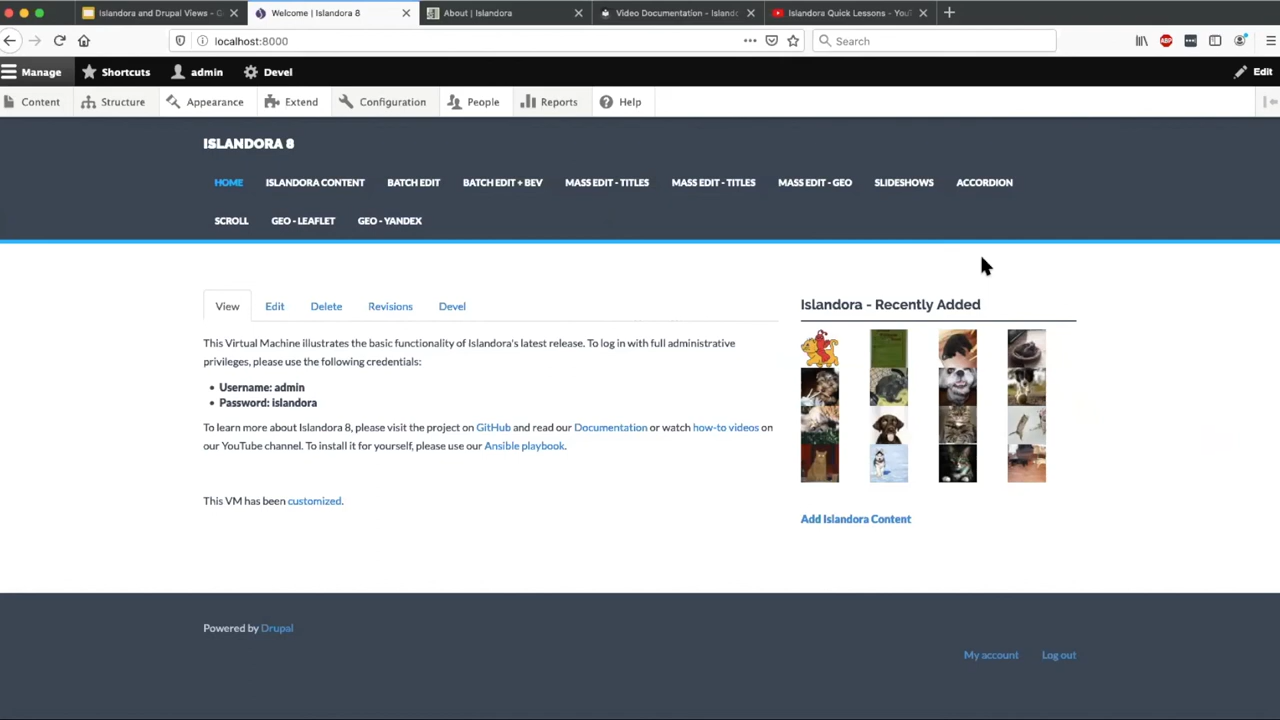 Islandora and Drupal Views - G
Welcome | Islandora 8
About | Islandora
Video Documentation - Islando
Islandora Quick Lessons - You
localhost:8000
Search
Manage
Shortcuts
admin
Devel
Edit
Content
Structure
Appearance
Extend
Configuration
People
Reports
Help
ISLANDORA 8
HOME ISLANDORA CONTENT BATCH EDIT BATCH EDIT + BEV MASS EDIT - TITLES MASS EDIT - TITLES MASS EDIT - GEO SLIDESHOWS ACCORDION
SCROLL GEO - LEAFLET GEO - YANDEX
View Edit Delete Revisions Devel
This Virtual Machine illustrates the basic functionality of Islandora's latest release. To log in with full administrative
privileges, please use the following credentials:
• Username: admin
• Password: islandora
To learn more about Islandora 8, please visit the project on GitHub and read our Documentation or watch how-to videos on
our YouTube channel. To install it for yourself, please use our Ansible playbook.
This VM has been customized.
Islandora - Recently Added
Add Islandora Content
Powered by Drupal
My account Log out